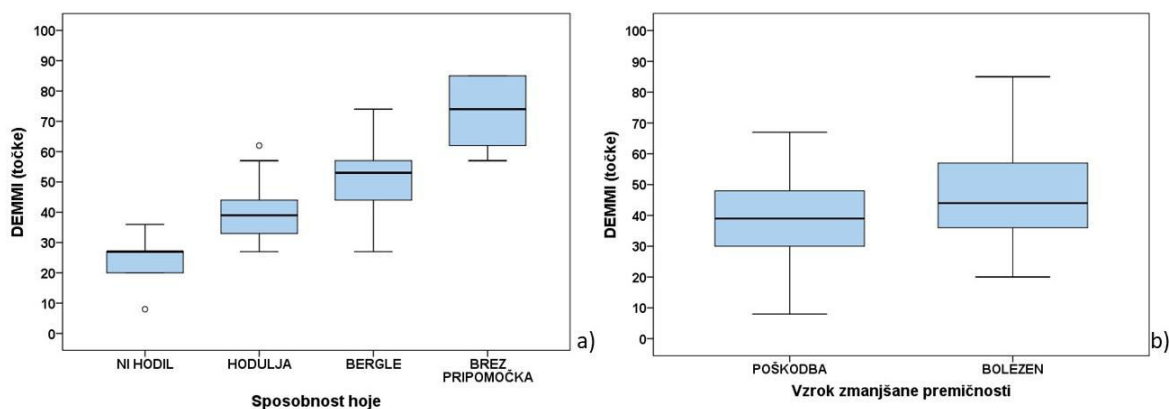 100
90
80
70
60
50
40
30
20
10
0
DEMMI (točke)
NI HODIL
HODULJA
BERGLE
BREZ
PRIPOMOČKA
Sposobnost hoje
a)
100
90
80
70
60
50
40
30
20
10
0
DEMMI (točke)
POŠKODBA
BOLEZEN
Vzrok zmanjšane premičnosti
b)